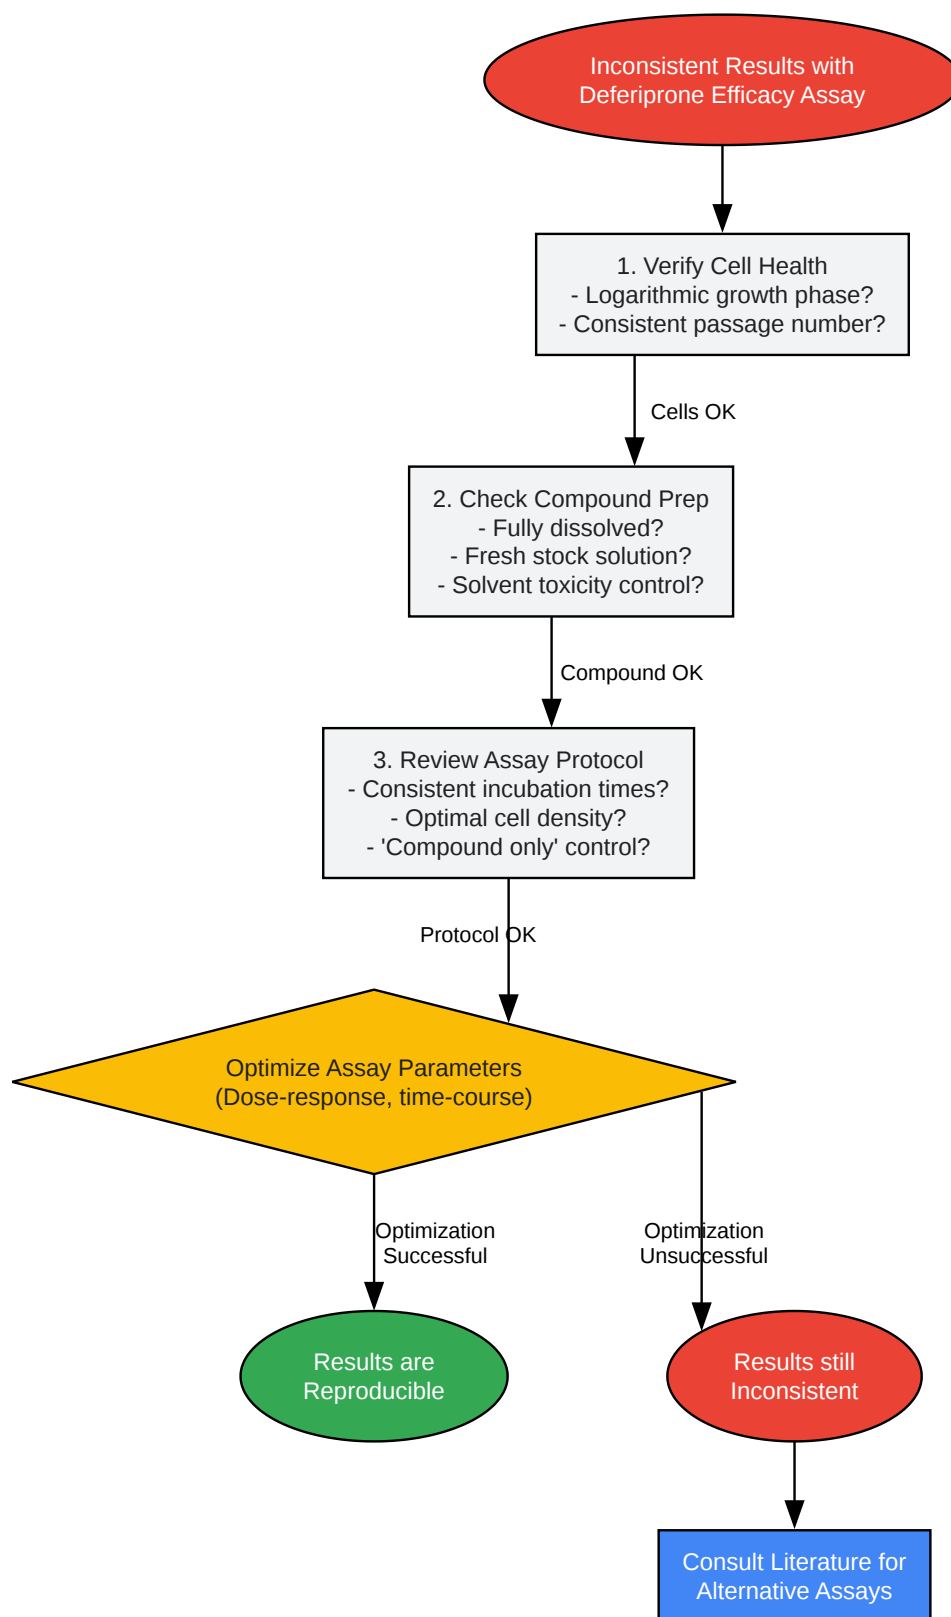 Inconsistent Results with
Deferiprone Efficacy Assay
1. Verify Cell Health
- Logarithmic growth phase?
- Consistent passage number?
Cells OK
2. Check Compound Prep
- Fully dissolved?
- Fresh stock solution?
- Solvent toxicity control?
Compound OK
3. Review Assay Protocol
- Consistent incubation times?
- Optimal cell density?
- 'Compound only' control?
Protocol OK
Optimize Assay Parameters
(Dose-response, time-course)
Optimization
Successful
Optimization
Unsuccessful
Results are
Reproducible
Results still
Inconsistent
Consult Literature for
Alternative Assays